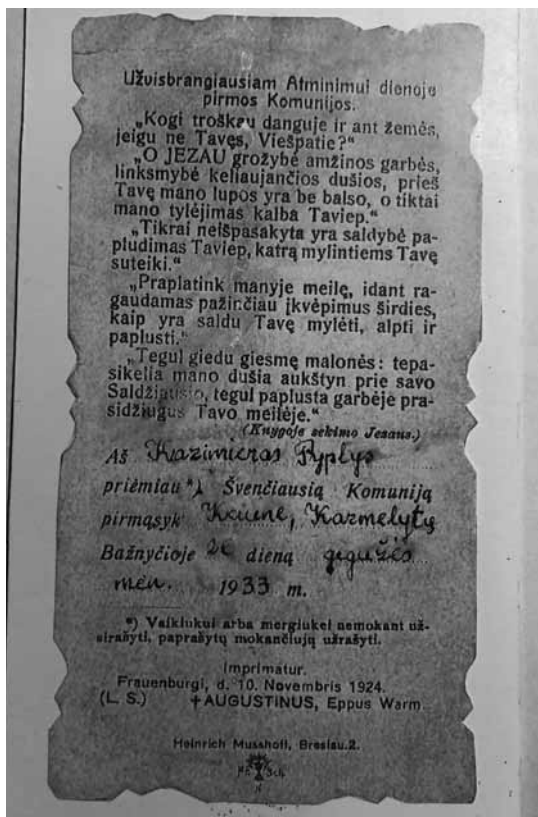 Užvisbrangiausiam Atminimui dienoje
pirmos Komunijos.
„Kogi troškau danguje ir ant žemės,
jeigu ne Tavęs, Viešpatie?“
„O JEZAU grožybė amžinos garbės,
linksmybė keliaujančios dušios, prieš
Tavę mano lupos yra be balso, o tiktai
mano tylėjimas kalba Taviep.“
„Tikrai neišpasakyta yra saldybė pa-
pludimas Taviep, katrą mylintiems Tavę
suteiki.“
„Praplatink manyje meilę, idant ra-
gaudamas pažinčiau įkvėpimus širdies,
kaip yra saldu Tavę mylėti, alpti ir
paplusti.“
„Tegul giedu giesmę malonės: tepa-
sikelia mano dušia aukštyn prie savo
Saldžiausio, tegul paplusta garbėje pra-
sidžiugus Tavo meilėje.“
(Knygoje sekimo Jezaus.)
Aš Kazimieras Pyplys
priėmiau *) Švenčiausią Komuniją
pirmąsyk Kaune, Karmelytų
Bažnyčioje dieną gegužės
mėn. 1933 m.
*) Vaikiukui arba mergiukei nemokant už-
sirašyti, paprašytų mokančiųjų užrašyti.
Imprimatur.
Frauenburgi, d. 10. Novembris 1924.
(L. S.) †AUGUSTINUS, Eppus Warm.
Heinrich Musshoff, Breslau.2.